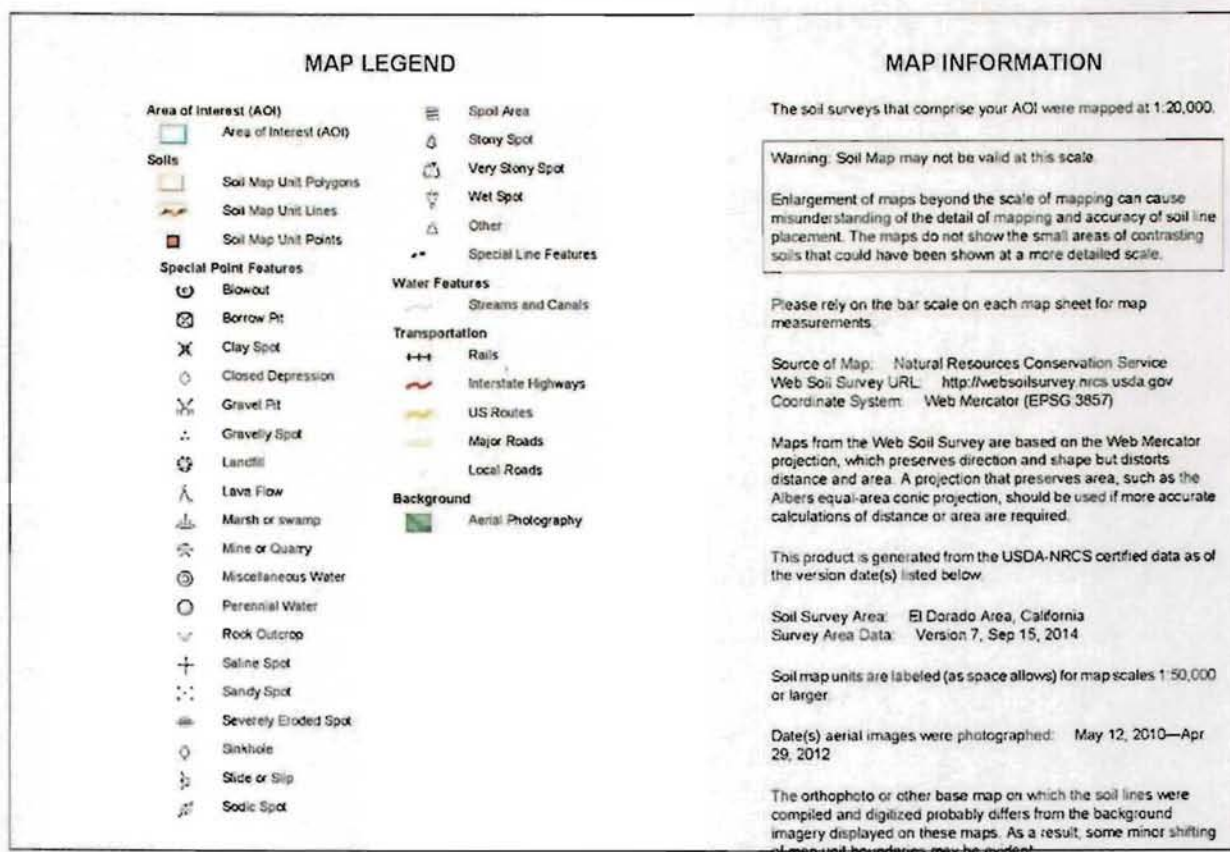 MAP LEGEND
Area of Interest (AOI)
Area of Interest (AOI)
Soils
Soil Map Unit Polygons
Soil Map Unit Lines
Soil Map Unit Points
Special Point Features
Blowout
Borrow Pit
Clay Spot
Closed Depression
Gravel Pit
Gravelly Spot
Landfill
Lava Flow
Marsh or swamp
Mine or Quarry
Miscellaneous Water
Perennial Water
Rock Outcrop
Saline Spot
Sandy Spot
Severely Eroded Spot
Sinkhole
Slide or Slip
Sodic Spot
Spoil Area
Stony Spot
Very Stony Spot
Wet Spot
Other
Special Line Features
Water Features
Streams and Canals
Transportation
Rails
Interstate Highways
US Routes
Major Roads
Local Roads
Background
Aerial Photography
MAP INFORMATION
The soil surveys that comprise your AOI were mapped at 1:20,000.
Warning: Soil Map may not be valid at this scale.
Enlargement of maps beyond the scale of mapping can cause
misunderstanding of the detail of mapping and accuracy of soil line
placement. The maps do not show the small areas of contrasting
soils that could have been shown at a more detailed scale.
Please rely on the bar scale on each map sheet for map
measurements.
Source of Map: Natural Resources Conservation Service
Web Soil Survey URL: http://websoilsurvey.nrcs.usda.gov
Coordinate System: Web Mercator (EPSG 3857)
Maps from the Web Soil Survey are based on the Web Mercator
projection, which preserves direction and shape but distorts
distance and area. A projection that preserves area, such as the
Albers equal-area conic projection, should be used if more accurate
calculations of distance or area are required.
This product is generated from the USDA-NRCS certified data as of
the version date(s) listed below.
Soil Survey Area: El Dorado Area, California
Survey Area Data: Version 7, Sep 15, 2014
Soil map units are labeled (as space allows) for map scales 1:50,000
or larger.
Date(s) aerial images were photographed: May 12, 2010—Apr
29, 2012
The orthophoto or other base map on which the soil lines were
compiled and digitized probably differs from the background
imagery displayed on these maps. As a result, some minor shifting
of map unit boundaries may be evident.